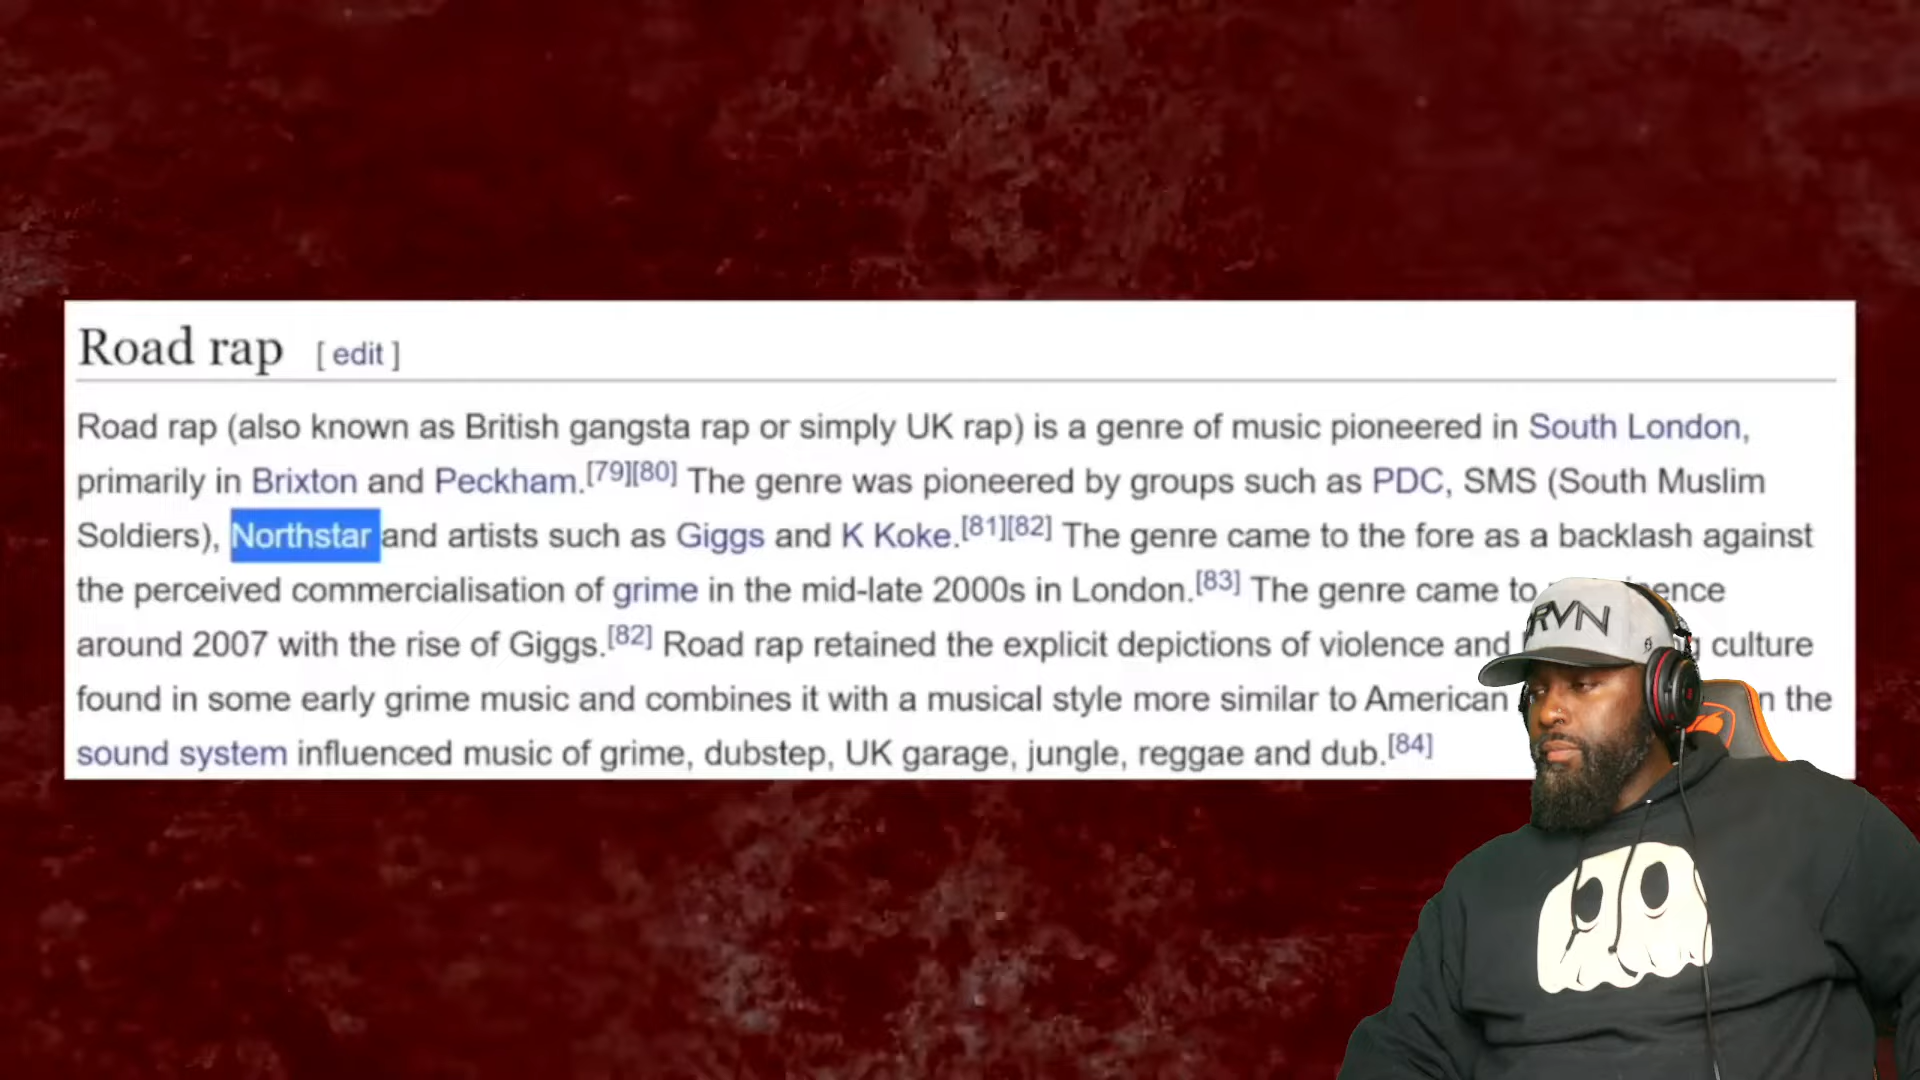 Road rap [ edit ]
Road rap (also known as British gangsta rap or simply UK rap) is a genre of music pioneered in South London,
primarily in Brixton and Peckham.[79][80] The genre was pioneered by groups such as PDC, SMS (South Muslim
Soldiers), Northstar and artists such as Giggs and K Koke.[81][82] The genre came to the fore as a backlash against
the perceived commercialisation of grime in the mid-late 2000s in London.[83] The genre came to
around 2007 with the rise of Giggs.[82] Road rap retained the explicit depictions of violence and culture
found in some early grime music and combines it with a musical style more similar to American the
sound system influenced music of grime, dubstep, UK garage, jungle, reggae and dub.[84]